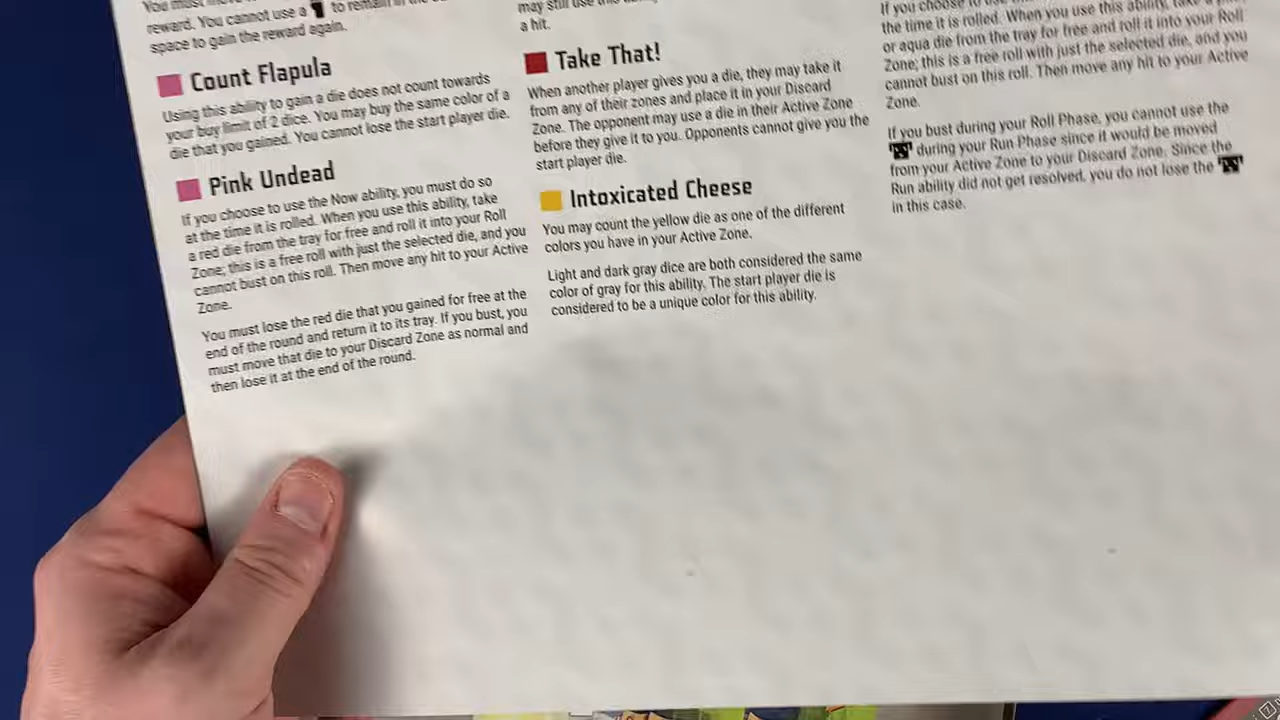 You must
reward. You cannot use a to remain in the
space to gain the reward again.
Count Flapula
Using this ability to gain a die does not count towards
your buy limit of 2 dice. You may buy the same color of a
die that you gained. You cannot lose the start player die.
Pink Undead
If you choose to use the Now ability, you must do so
at the time it is rolled. When you use this ability, take
a red die from the tray for free and roll it into your Roll
Zone; this is a free roll with just the selected die, and you
cannot bust on this roll. Then move any hit to your Active
Zone.
You must lose the red die that you gained for free at the
end of the round and return it to its tray. If you bust, you
must move that die to your Discard Zone as normal and
then lose it at the end of the round.
may still use this
a hit.
Take That!
When another player gives you a die, they may take it
from any of their zones and place it in your Discard
Zone. The opponent may use a die in their Active Zone
before they give it to you. Opponents cannot give you the
start player die.
Intoxicated Cheese
You may count the yellow die as one of the different
colors you have in your Active Zone.
Light and dark gray dice are both considered the same
color of gray for this ability. The start player die is
considered to be a unique color for this ability.
If you choose to use
the time it is rolled. When you use this ability, take a
or aqua die from the tray for free and roll it into your Roll
Zone; this is a free roll with just the selected die, and you
cannot bust on this roll. Then move any hit to your Active
Zone.
If you bust during your Roll Phase, you cannot use the
during your Run Phase since it would be moved
from your Active Zone to your Discard Zone. Since the
Run ability did not get resolved, you do not lose the
in this case.